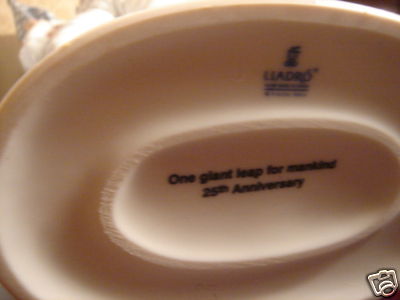 LLADRÓ
One giant leap for mankind
25th Anniversary